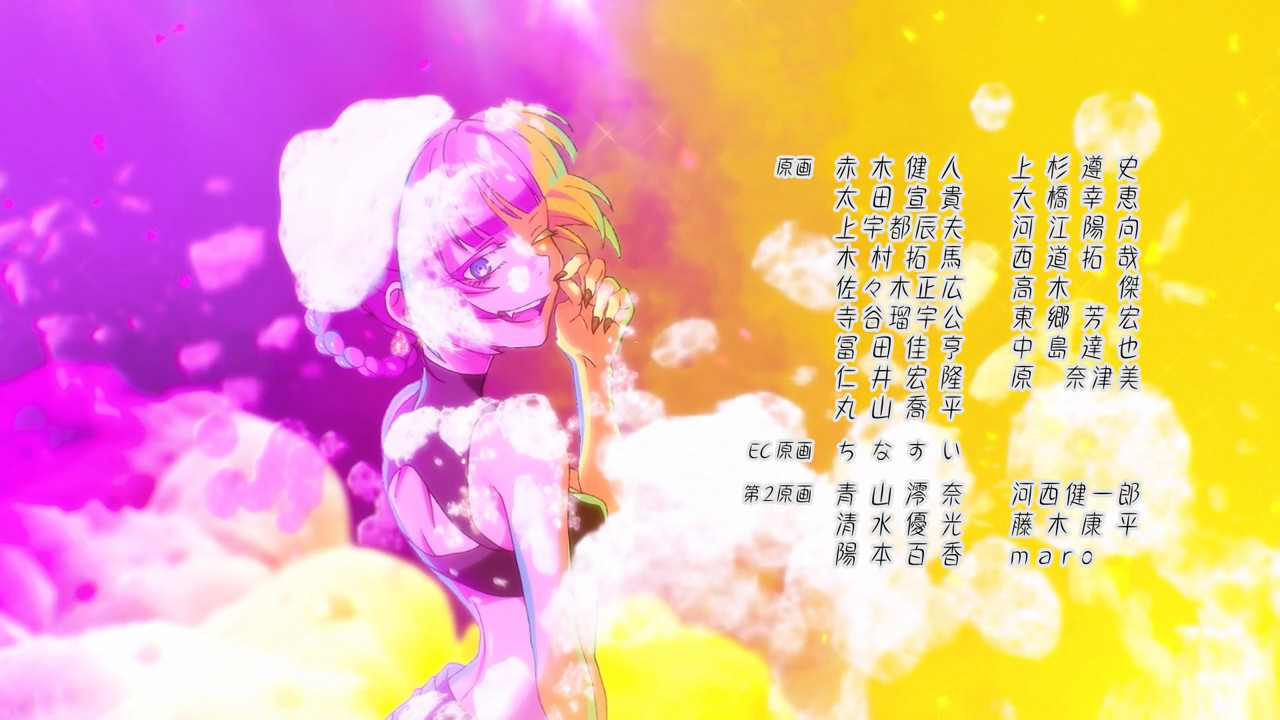 原画 赤木健人 上杉遵史
太田宣貴 大橋幸恵
上宇都辰夫 河江陽向
木村拓馬 西道拓哉
佐々木正広 高木傑
寺谷瑠宇公 東郷芳宏
冨田佳亨 中島達也
仁井宏隆 原奈津美
丸山喬平
EC原画 ちなすい
第2原画 青山澪奈 河西健一郎
清水優光 藤木康平
陽本百香 maro